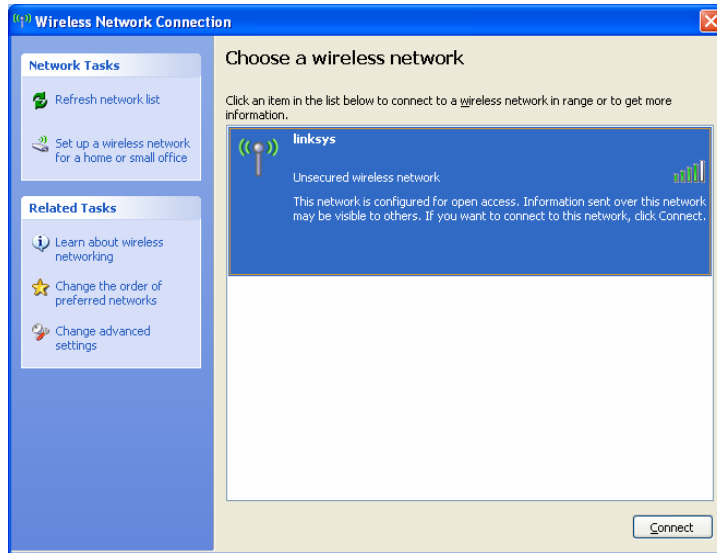 Wireless Network Connection
Network Tasks
Refresh network list
Set up a wireless network
for a home or small office
Related Tasks
Learn about wireless
networking
Change the order of
preferred networks
Change advanced
settings
Choose a wireless network
Click an item in the list below to connect to a wireless network in range or to get more
information.
linksys
Unsecured wireless network
This network is configured for open access. Information sent over this network
may be visible to others. If you want to connect to this network, click Connect.
Connect